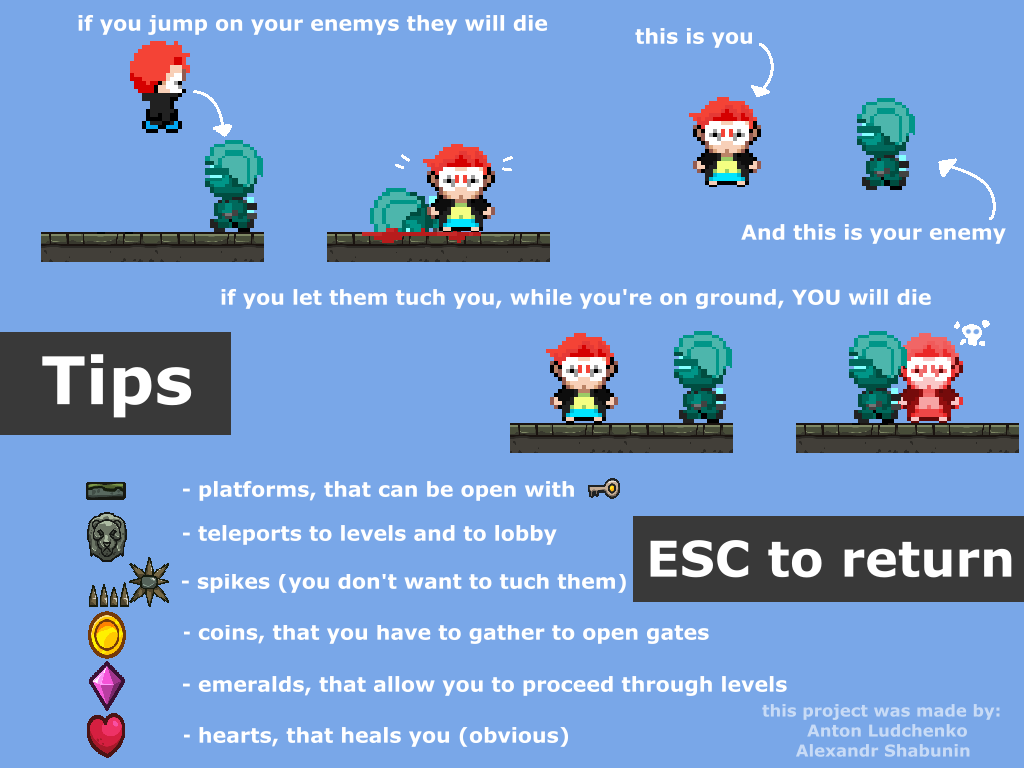 if you jump on your enemys they will die
this is you
And this is your enemy
if you let them tuch you, while you're on ground, YOU will die
Tips
- platforms, that can be open with
- teleports to levels and to lobby
ESC to return
- spikes (you don't want to tuch them)
- coins, that you have to gather to open gates
- emeralds, that allow you to proceed through levels
- hearts, that heals you (obvious)
this project was made by:
Anton Ludchenko
Alexandr Shabunin